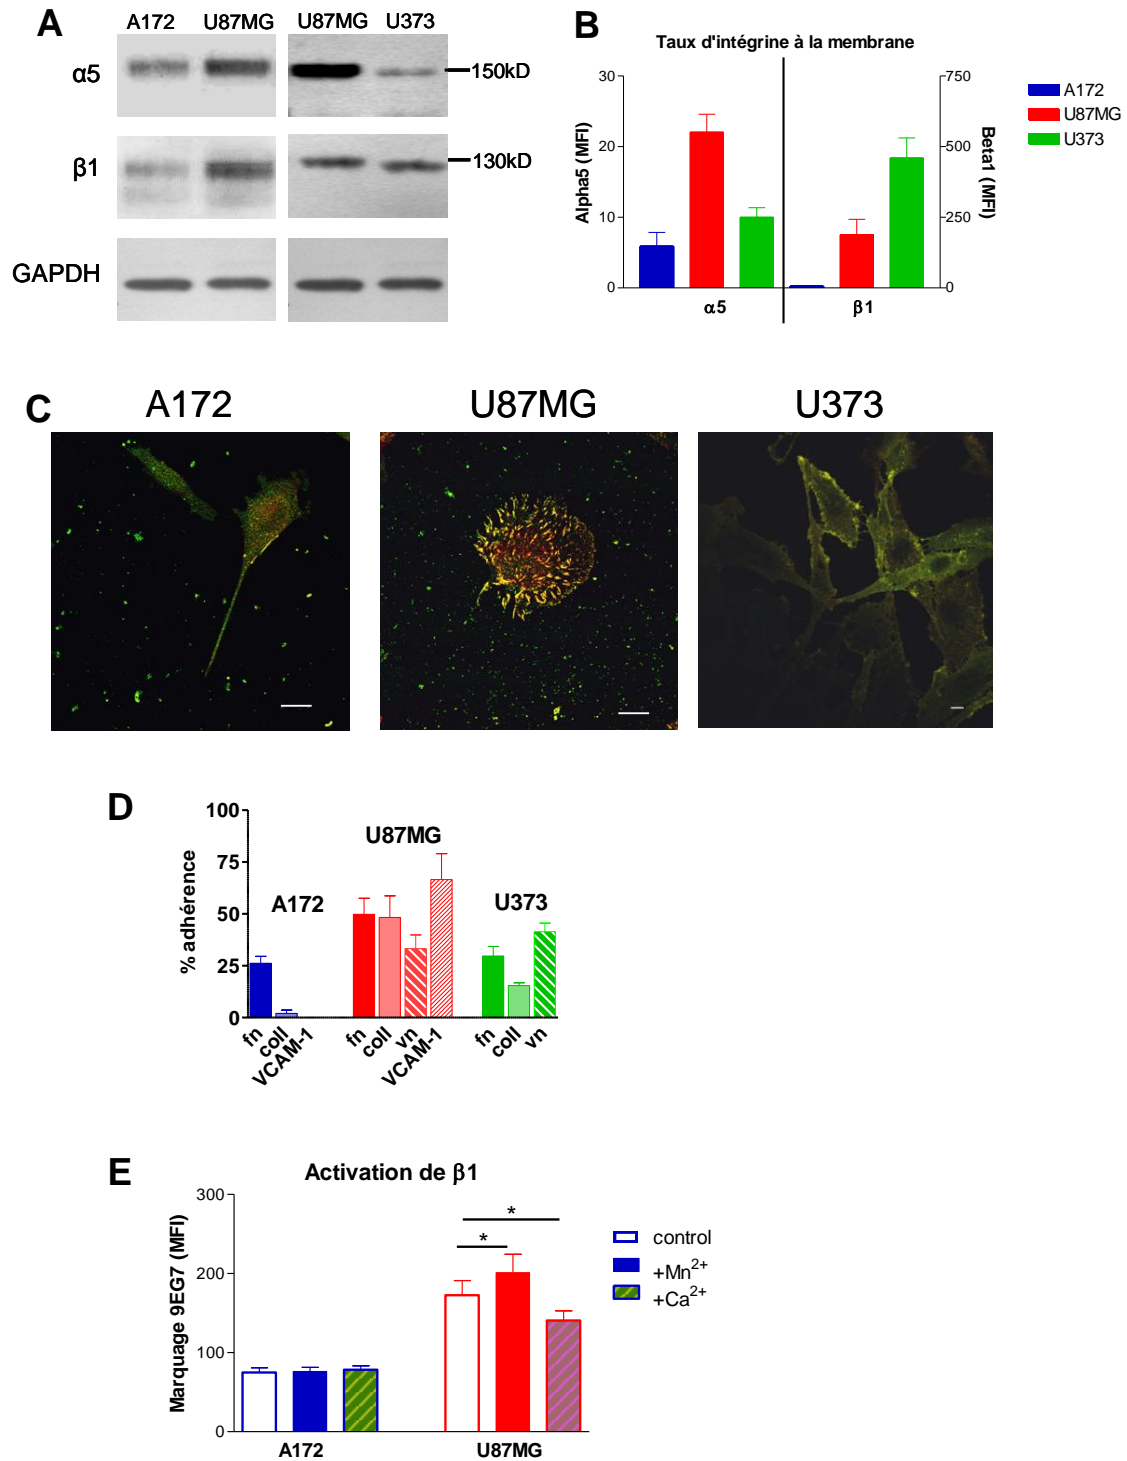 A
A172 U87MG U87MG U373
α5
150kD
β1
130kD
GAPDH
B
Taux d'intégrine à la membrane
30
20
10
0
Alpha5 (MFI)
750
500
250
0
Beta1 (MFI)
α5 β1
A172
U87MG
U373
C
A172 U87MG U373
D
100
75
50
25
0
% adhérence
A172
U87MG
U373
fn coll VCAM-1 fn coll vn VCAM-1 fn coll vn
E
Activation de β1
300
200
100
0
Marquage 9EG7 (MFI)
*
*
control
+Mn2+
+Ca2+
A172 U87MG